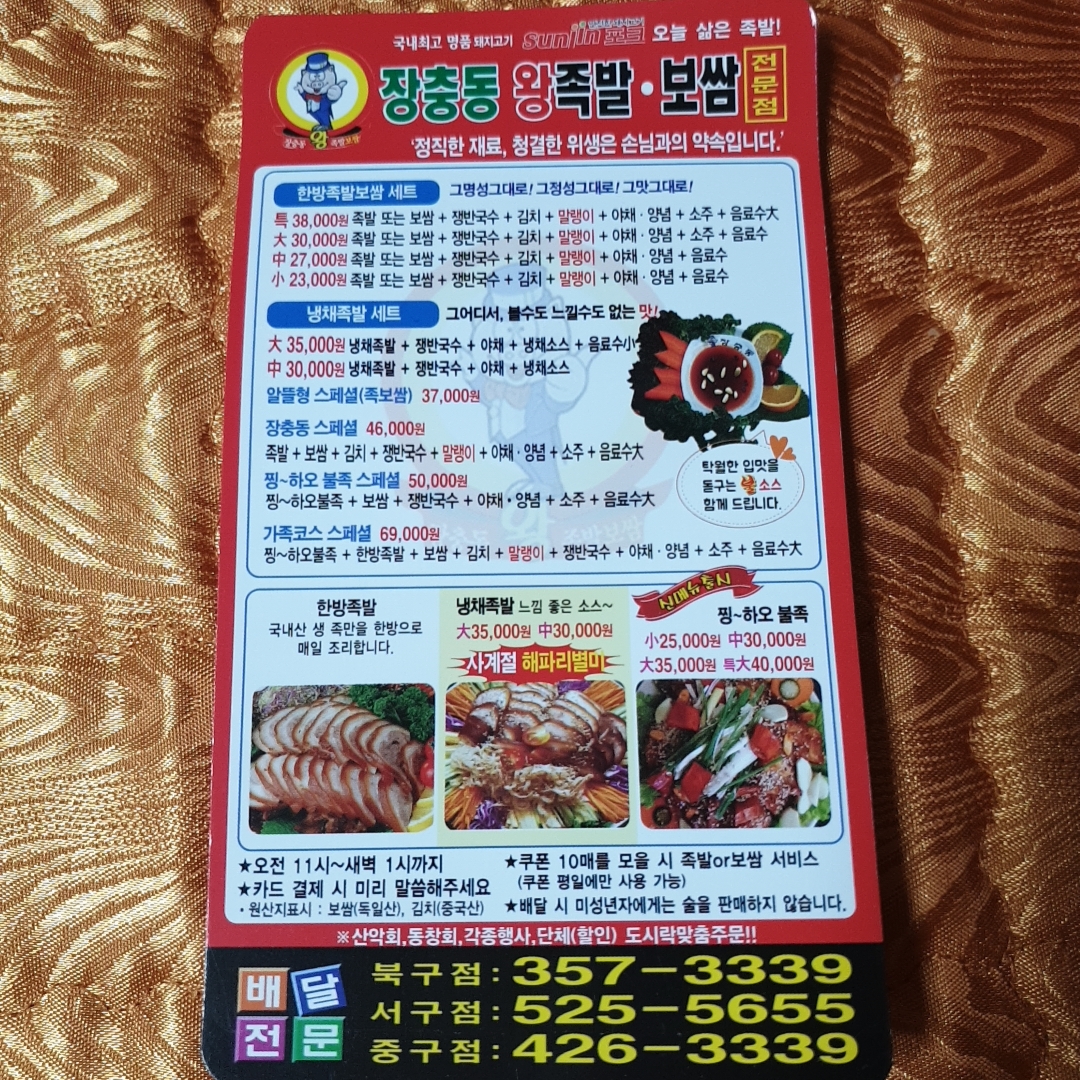 국내최고 명품 돼지고기 sunjin 포크 오늘 삶은 족발!
장충동 왕족발·보쌈 전문점
장충동 왕 족발보쌈
'정직한 재료, 청결한 위생은 손님과의 약속입니다.'
한방족발보쌈 세트 그명성그대로! 그정성그대로! 그맛그대로!
특 38,000원 족발 또는 보쌈 + 쟁반국수 + 김치 + 말랭이 + 야채 · 양념 + 소주 + 음료수大
大 30,000원 족발 또는 보쌈 + 쟁반국수 + 김치 + 말랭이 + 야채 · 양념 + 소주 + 음료수
中 27,000원 족발 또는 보쌈 + 쟁반국수 + 김치 + 말랭이 + 야채 · 양념 + 음료수
小 23,000원 족발 또는 보쌈 + 쟁반국수 + 김치 + 말랭이 + 야채 · 양념 + 음료수
냉채족발 세트 그어디서, 볼수도 느낄수도 없는 맛!
大 35,000원 냉채족발 + 쟁반국수 + 야채 + 냉채소스 + 음료수小
中 30,000원 냉채족발 + 쟁반국수 + 야채 + 냉채소스
알뜰형 스페셜(족보쌈) 37,000원
장충동 스페셜 46,000원
족발 + 보쌈 + 김치 + 쟁반국수 + 말랭이 + 야채 · 양념 + 소주 + 음료수大
찡~하오 불족 스페셜 50,000원
찡~하오불족 + 보쌈 + 쟁반국수 + 야채 · 양념 + 소주 + 음료수大
탁월한 입맛을
돋구는 불소스
함께 드립니다.
가족코스 스페셜 69,000원
찡~하오불족 + 한방족발 + 보쌈 + 김치 + 말랭이 + 쟁반국수 + 야채 · 양념 + 소주 + 음료수大
한방족발
국내산 생 족만을 한방으로
매일 조리합니다.
냉채족발 느낌 좋은 소스~
大35,000원 中30,000원
사계절 해파리별미
찡~하오 불족
小25,000원 中30,000원
大35,000원 특大40,000원
★오전 11시~새벽 1시까지
★카드 결제 시 미리 말씀해주세요
· 원산지표시 : 보쌈(독일산), 김치(중국산)
★쿠폰 10매를 모을 시 족발or보쌈 서비스
(쿠폰 평일에만 사용 가능)
★배달 시 미성년자에게는 술을 판매하지 않습니다.
※산악회,동창회,각종행사,단체(할인) 도시락맞춤주문!!
배달전문
북구점 : 357-3339
서구점 : 525-5655
중구점 : 426-3339